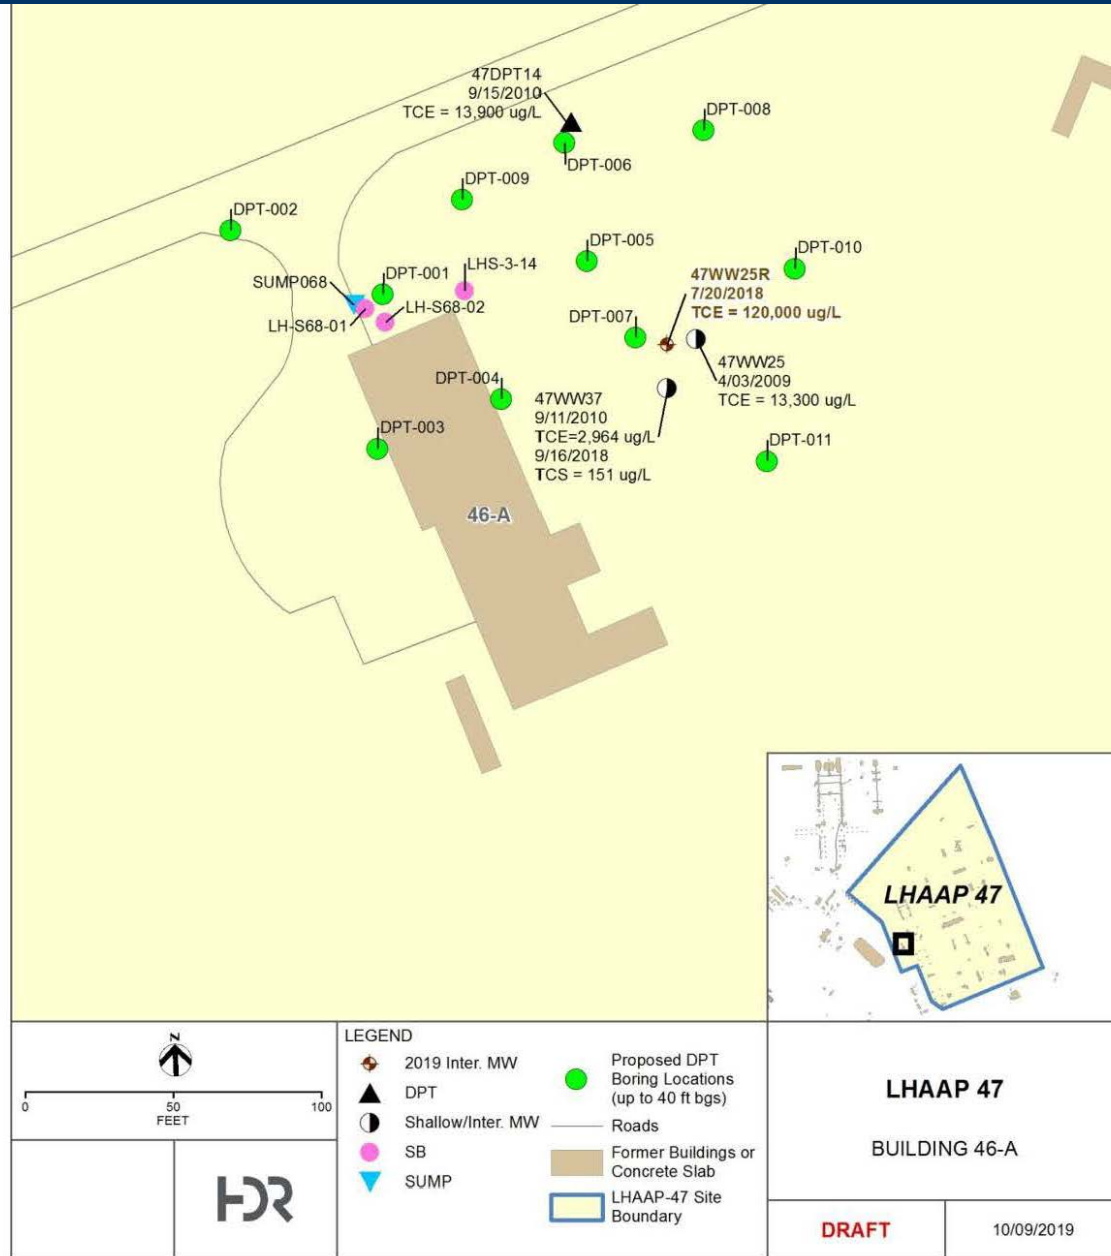 47DPT14
9/15/2010
TCE = 13,900 ug/L
DPT-008
DPT-006
DPT-009
DPT-002
DPT-005
DPT-010
LHS-3-14
DPT-001
SUMP068
47WW25R
7/20/2018
TCE = 120,000 ug/L
LH-S68-02
LH-S68-01
DPT-007
47WW25
4/03/2009
TCE = 13,300 ug/L
DPT-004
47WW37
9/11/2010
TCE=2,964 ug/L
9/16/2018
TCS = 151 ug/L
DPT-003
DPT-011
46-A
LHAAP 47
N
0 50 100
FEET
HDR
LEGEND
2019 Inter. MW
DPT
Shallow/Inter. MW
SB
SUMP
Proposed DPT
Boring Locations
(up to 40 ft bgs)
Roads
Former Buildings or
Concrete Slab
LHAAP-47 Site
Boundary
LHAAP 47
BUILDING 46-A
DRAFT
10/09/2019